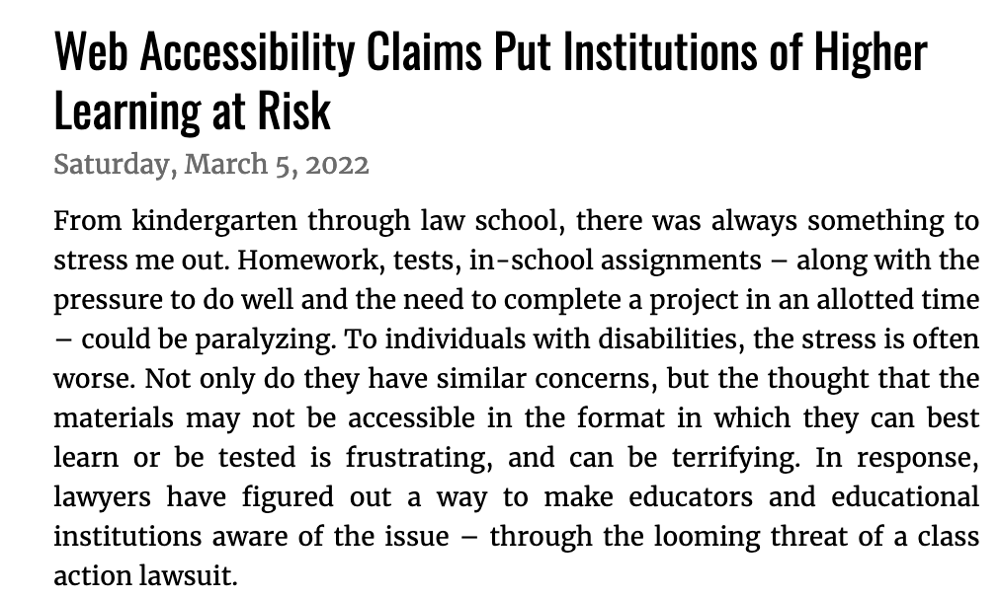 Web Accessibility Claims Put Institutions of Higher
Learning at Risk
Saturday, March 5, 2022
From kindergarten through law school, there was always something to
stress me out. Homework, tests, in-school assignments – along with the
pressure to do well and the need to complete a project in an allotted time
– could be paralyzing. To individuals with disabilities, the stress is often
worse. Not only do they have similar concerns, but the thought that the
materials may not be accessible in the format in which they can best
learn or be tested is frustrating, and can be terrifying. In response,
lawyers have figured out a way to make educators and educational
institutions aware of the issue – through the looming threat of a class
action lawsuit.